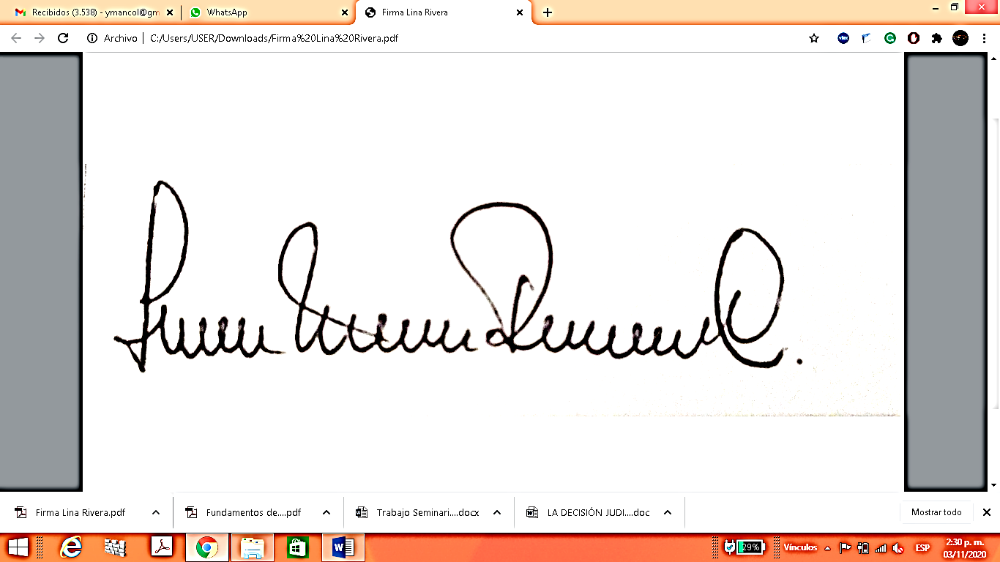 Recibidos (3.538) - ymancol@gm
WhatsApp
Firma Lina Rivera
Archivo
C:/Users/USER/Downloads/Firma%20Lina%20Rivera.pdf
Firma Lina Rivera.pdf
Fundamentos de....pdf
Trabajo Seminari....docx
LA DECISIÓN JUDI....doc
Mostrar todo
29%
Vínculos
ESP
2:30 p. m.
03/11/2020